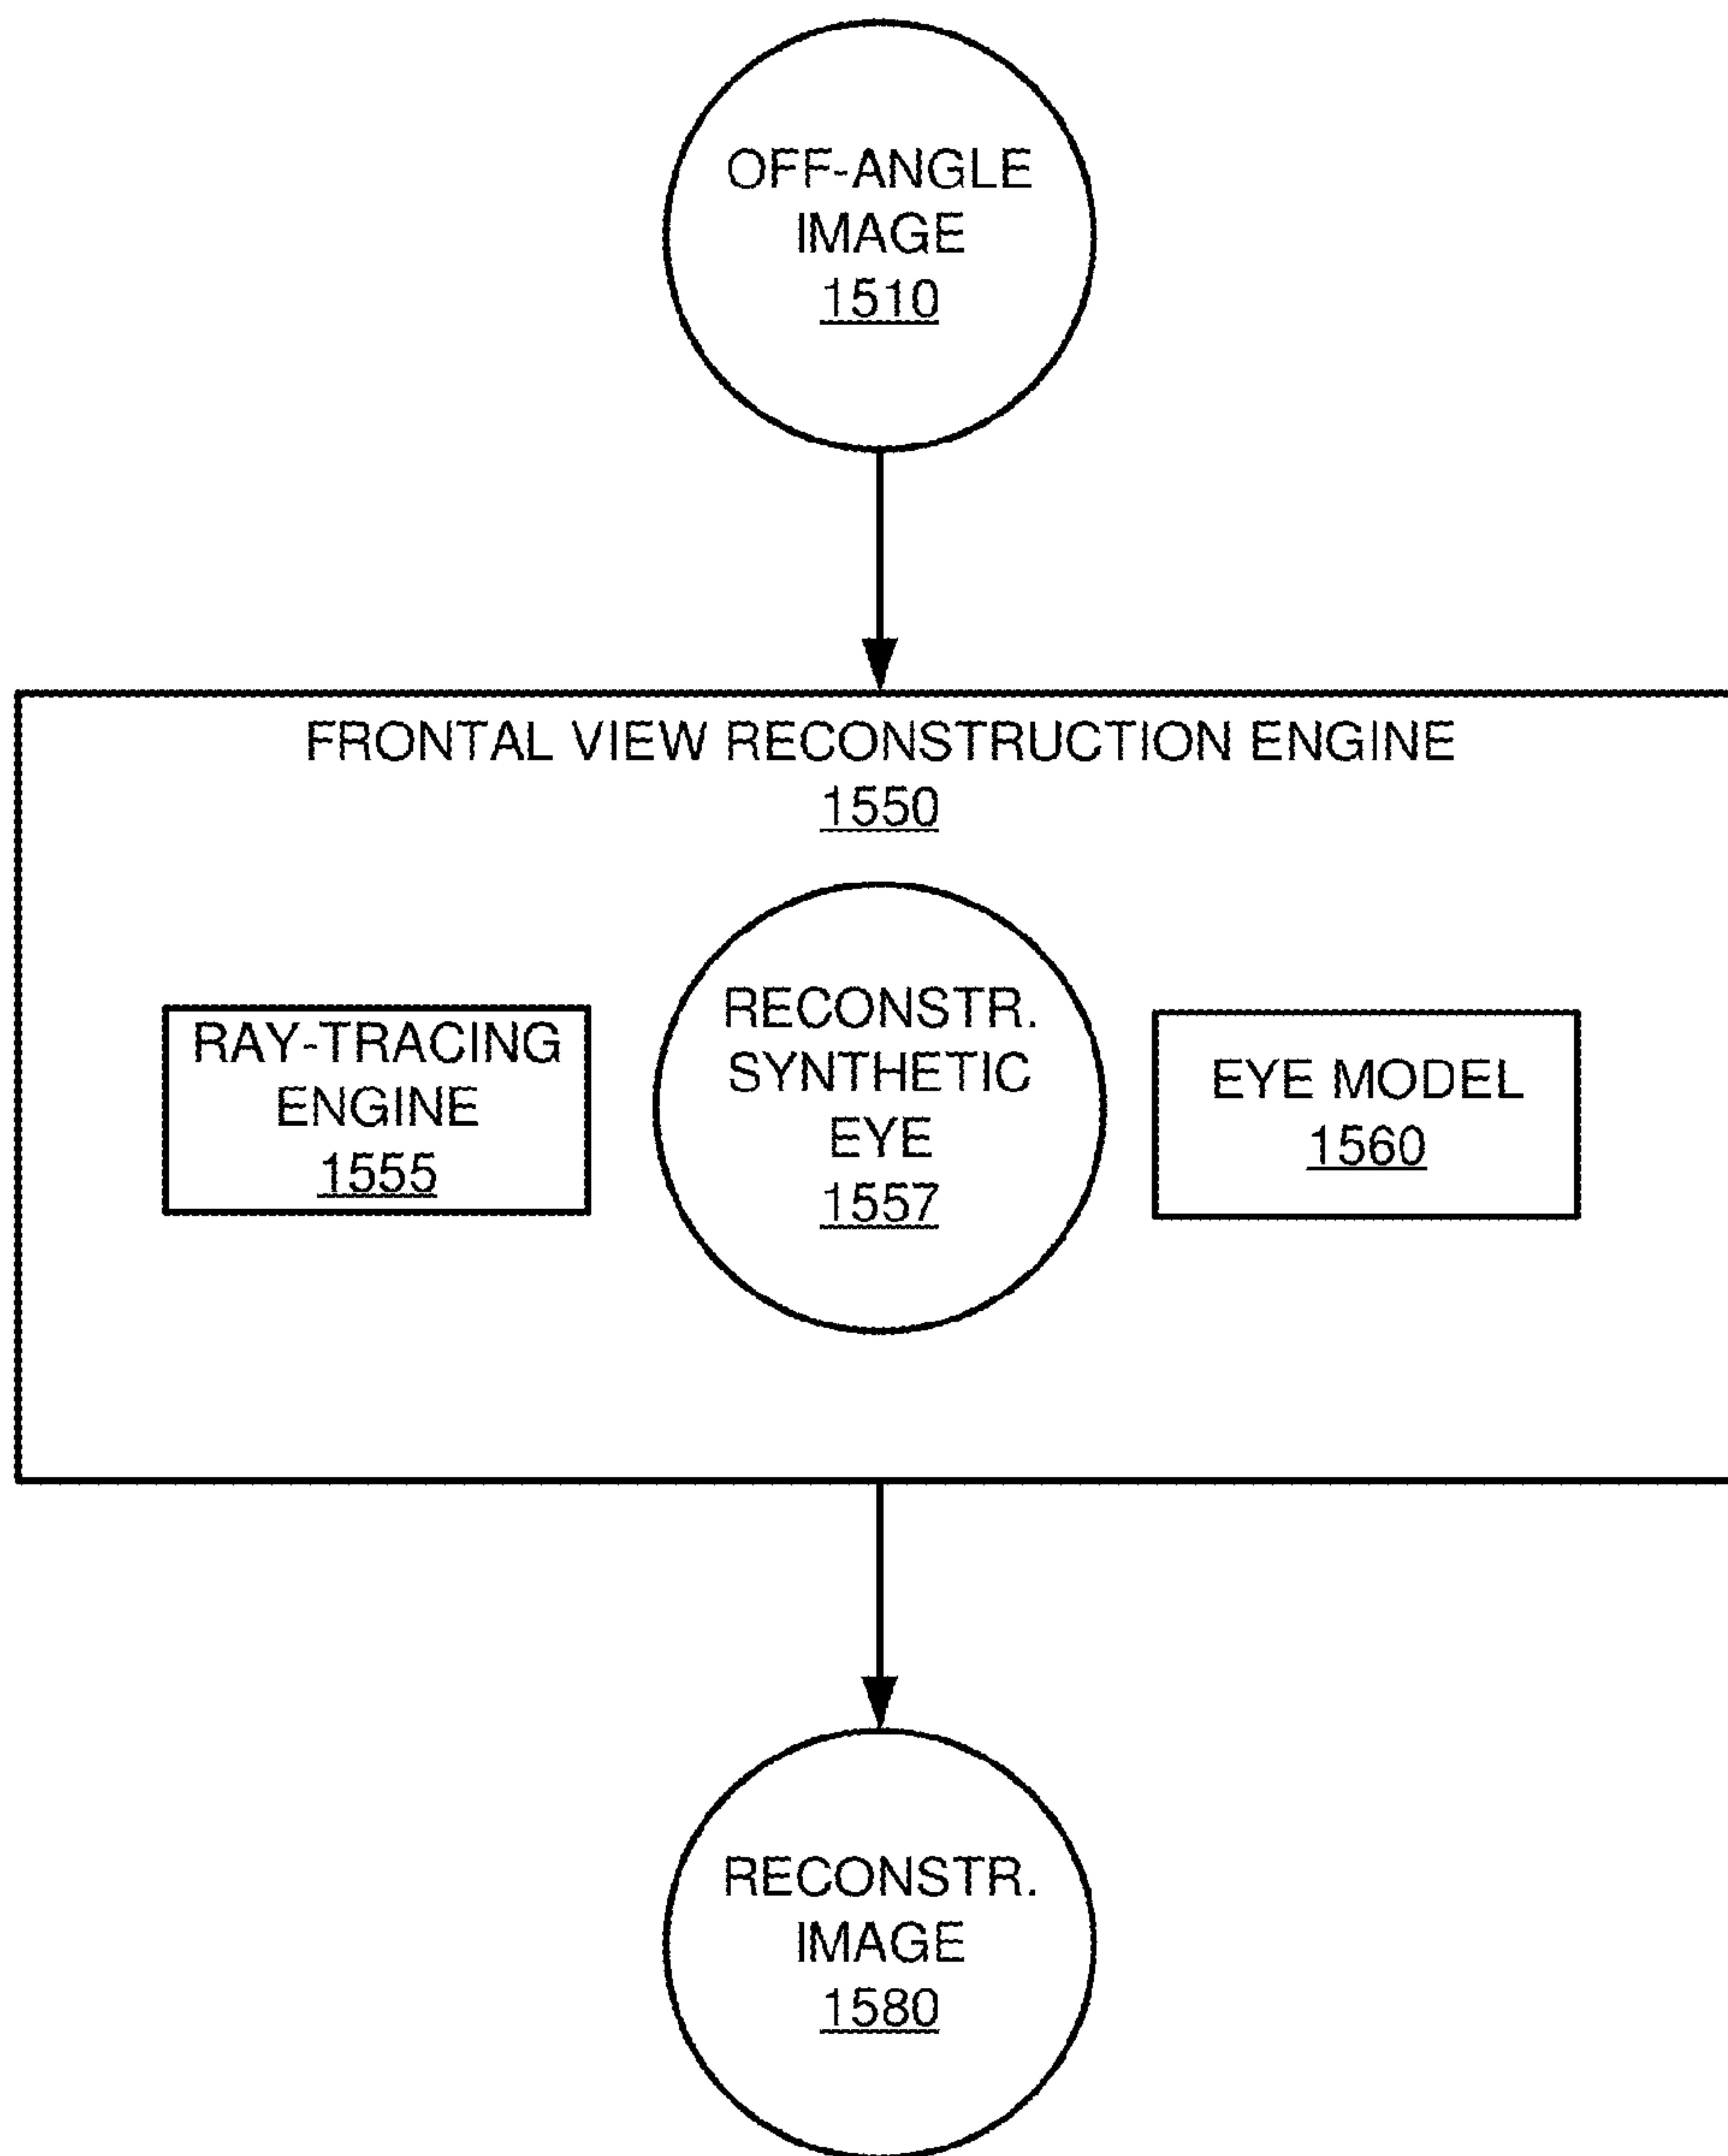 OFF-ANGLE
IMAGE
1510
FRONTAL VIEW RECONSTRUCTION ENGINE
1550
RAY-TRACING
ENGINE
1555
RECONSTR.
SYNTHETIC
EYE
1557
EYE MODEL
1560
RECONSTR.
IMAGE
1580